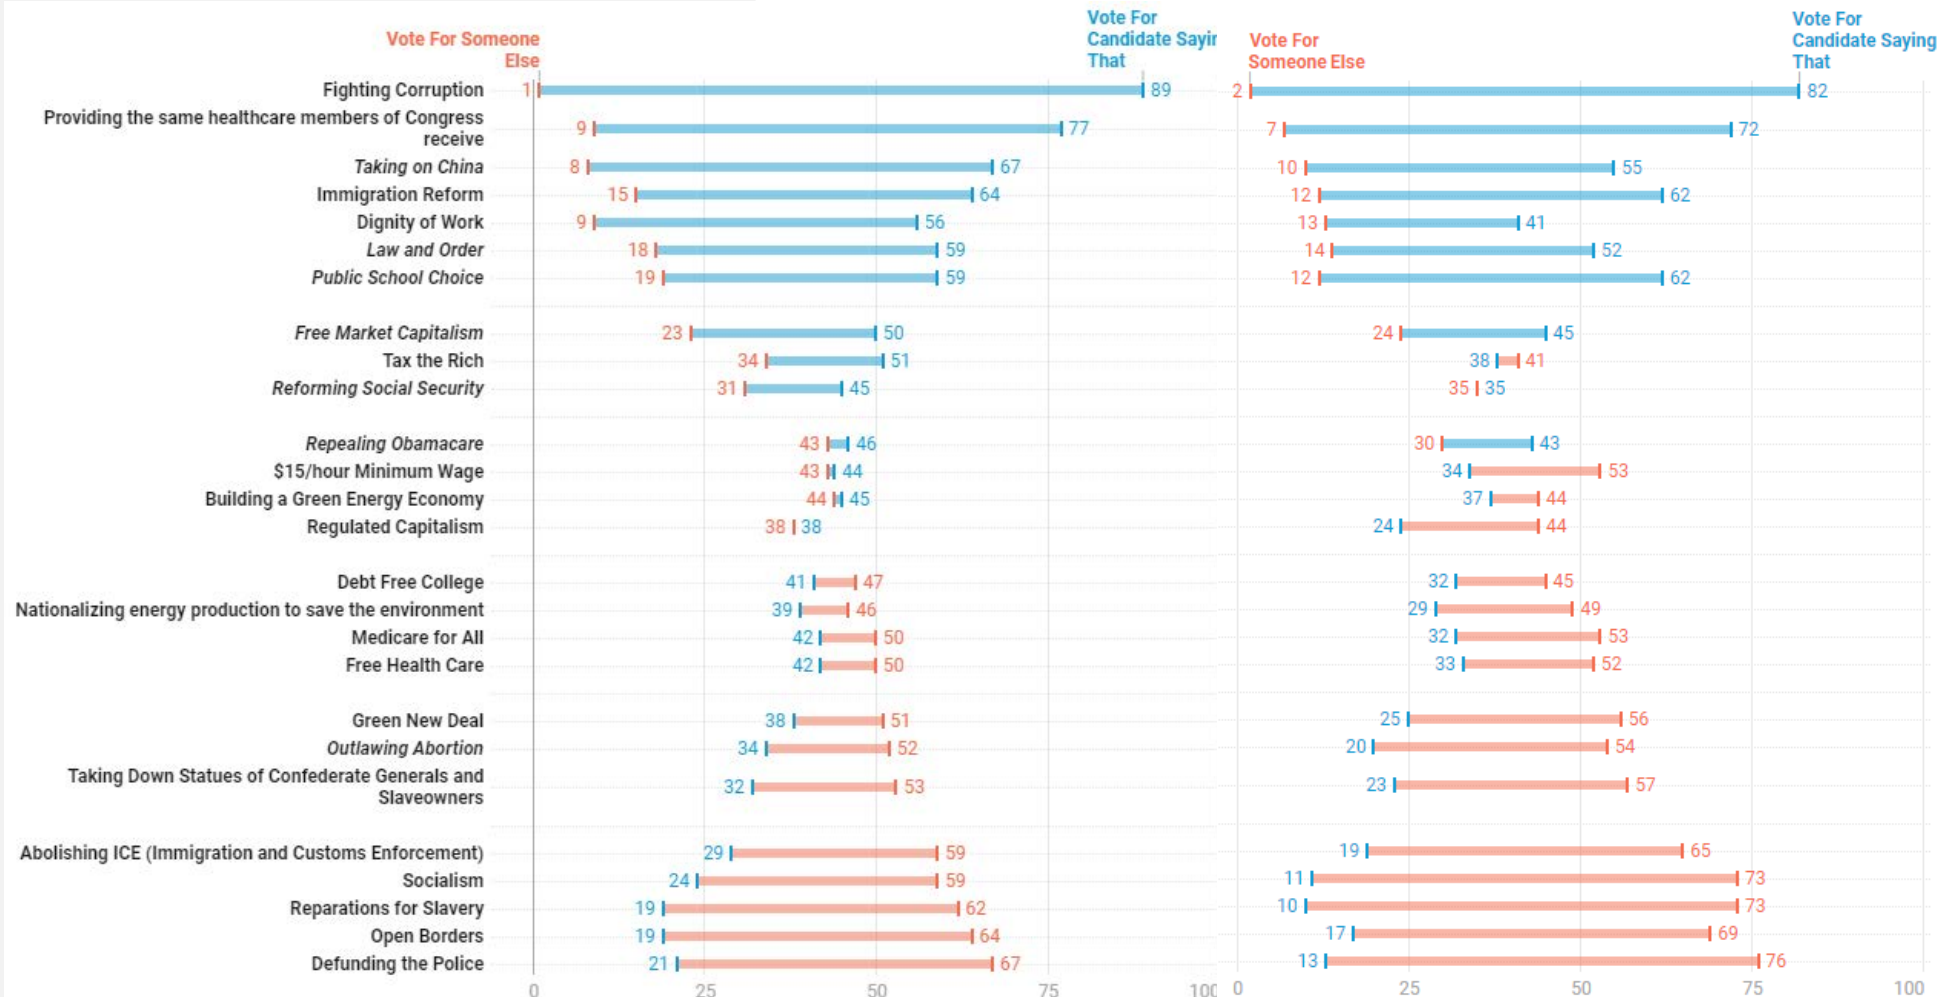 Vote For Someone
Else
Vote For
Candidate Sayir
That
Vote For
Someone Else
Vote For
Candidate Saying
That
Fighting Corruption 1 89 2 82
Providing the same healthcare members of Congress
receive 9 77 7 72
Taking on China 8 67 10 55
Immigration Reform 15 64 12 62
Dignity of Work 9 56 13 41
Law and Order 18 59 14 52
Public School Choice 19 59 12 62
Free Market Capitalism 23 50 24 45
Tax the Rich 34 51 38 41
Reforming Social Security 31 45 35 35
Repealing Obamacare 43 46 30 43
$15/hour Minimum Wage 43 44 34 53
Building a Green Energy Economy 44 45 37 44
Regulated Capitalism 38 38 24 44
Debt Free College 41 47 32 45
Nationalizing energy production to save the environment 39 46 29 49
Medicare for All 42 50 32 53
Free Health Care 42 50 33 52
Green New Deal 38 51 25 56
Outlawing Abortion 34 52 20 54
Taking Down Statues of Confederate Generals and
Slaveowners 32 53 23 57
Abolishing ICE (Immigration and Customs Enforcement) 29 59 19 65
Socialism 24 59 11 73
Reparations for Slavery 19 62 10 73
Open Borders 19 64 17 69
Defunding the Police 21 67 13 76
0 25 50 75 100 0 25 50 75 100